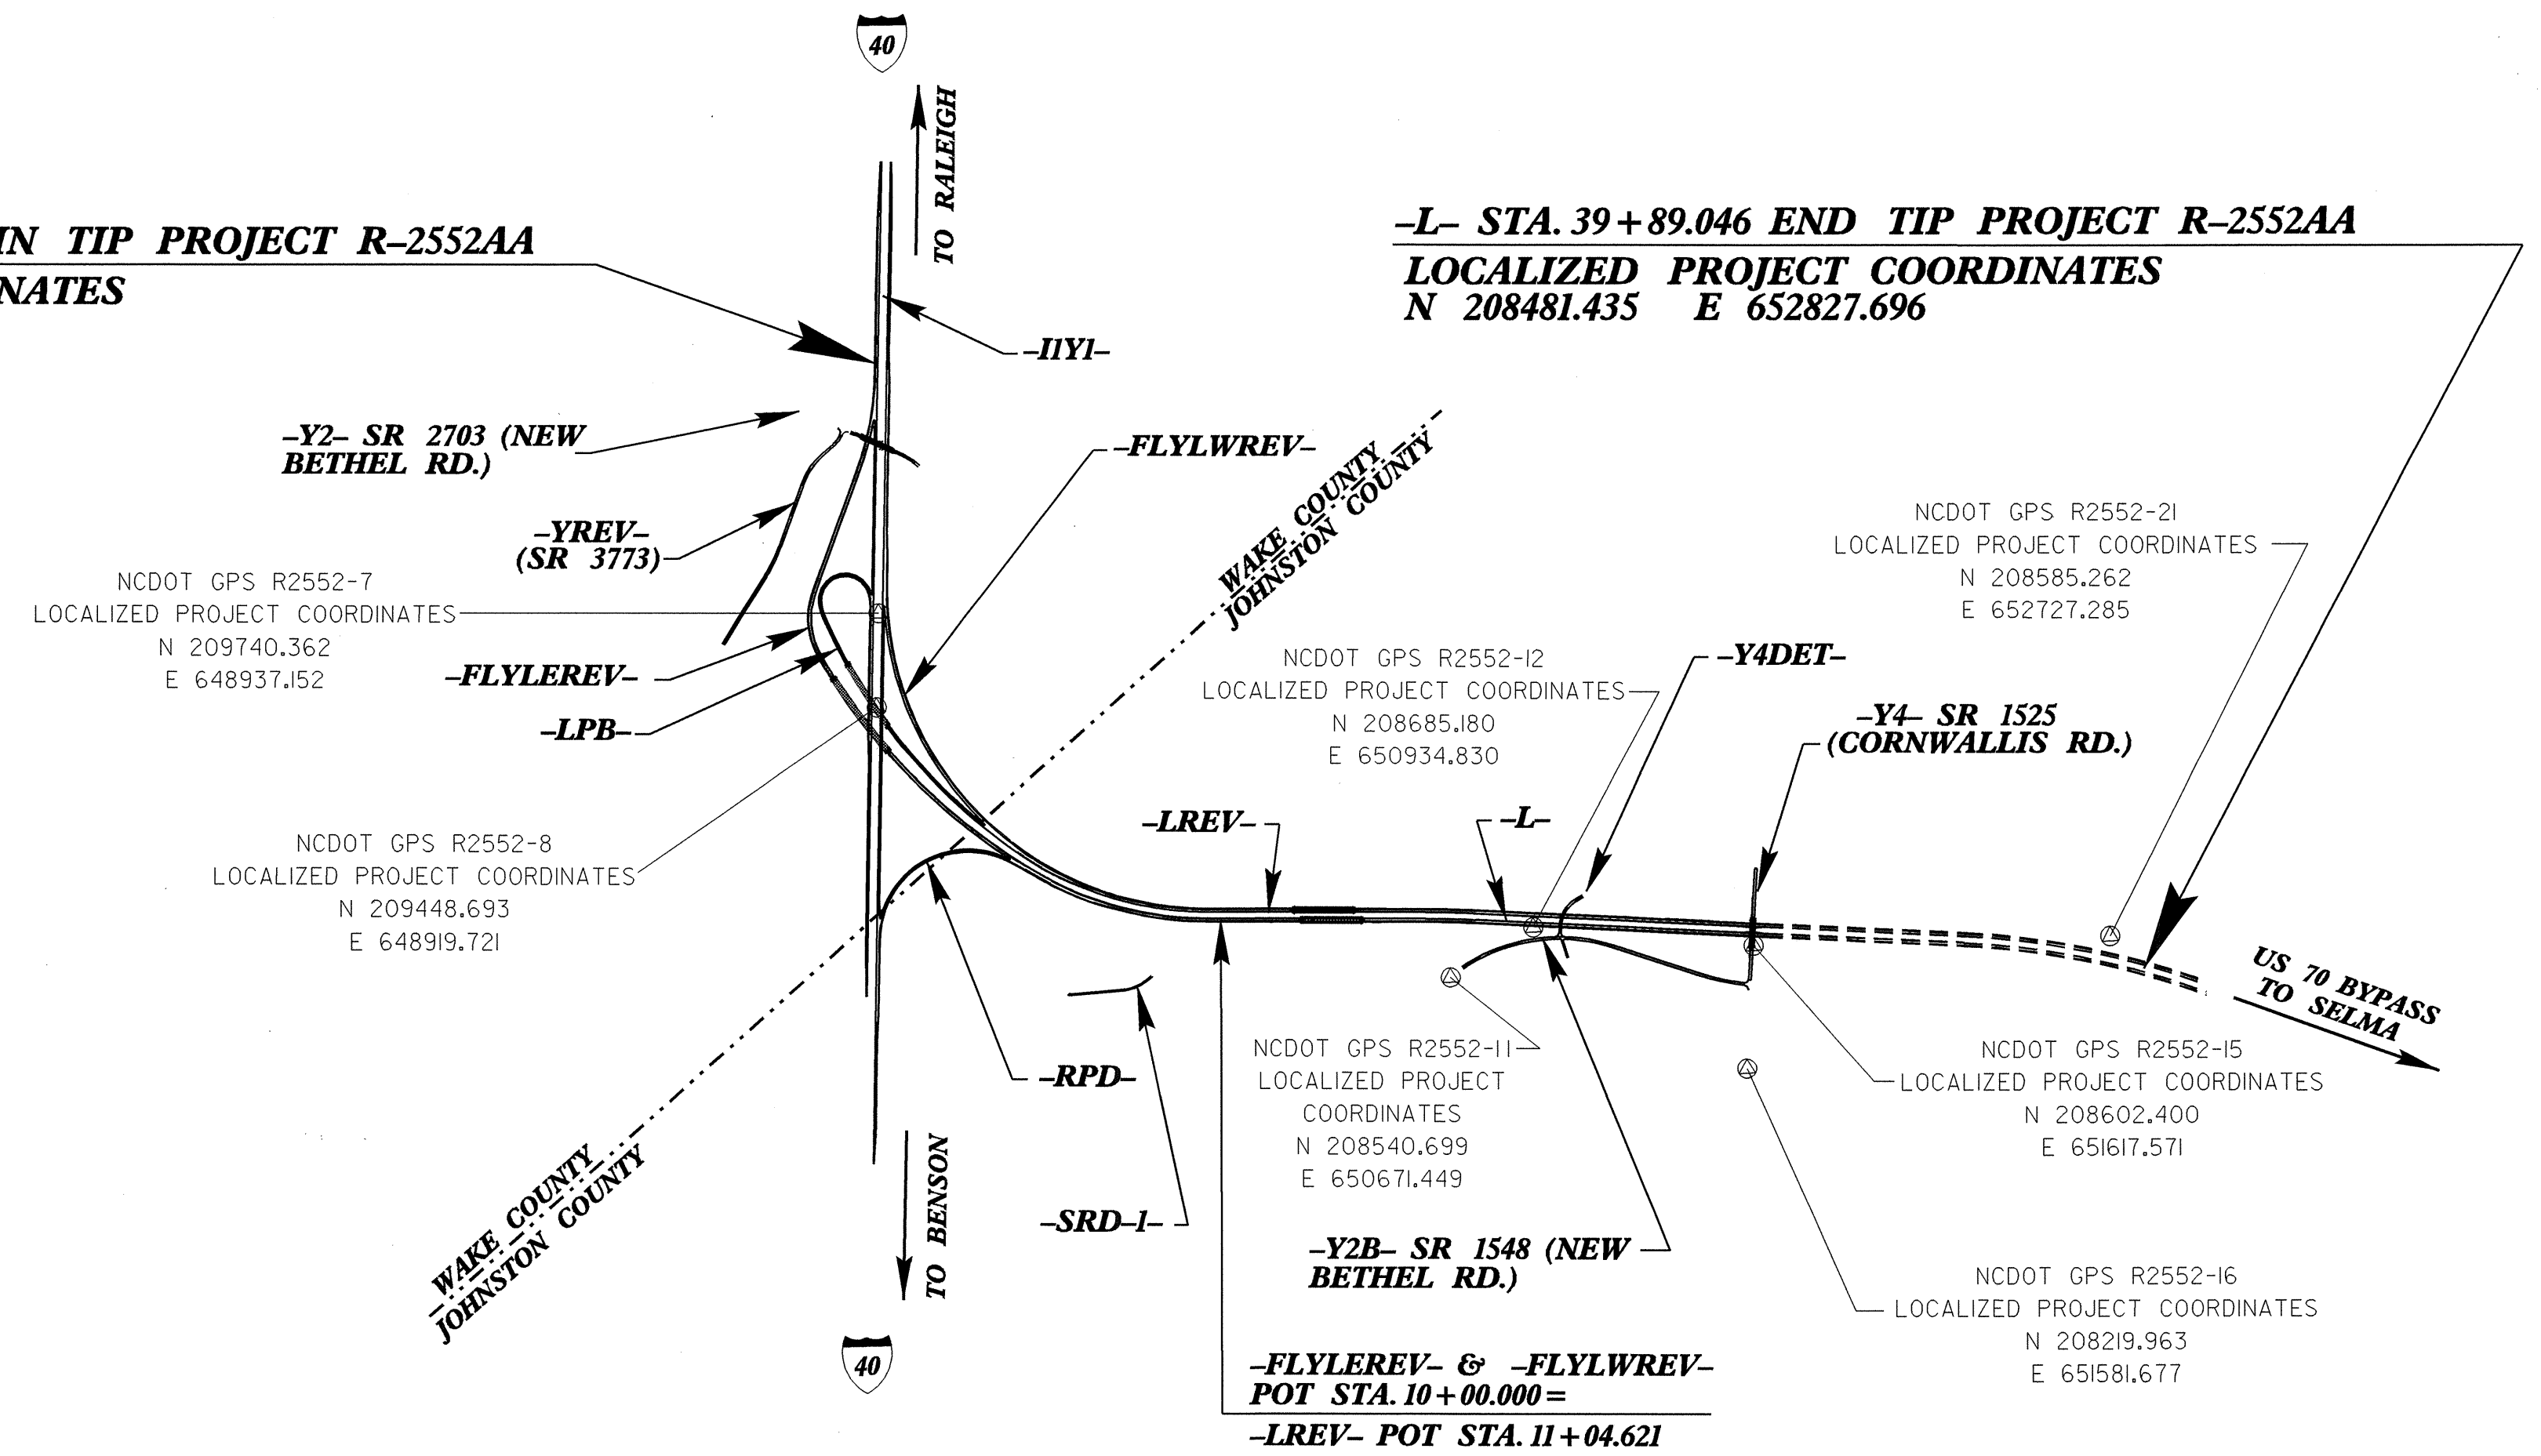 40
TO RALEIGH
IN TIP PROJECT R–2552AA
NATES
–L– STA. 39+89.046 END TIP PROJECT R–2552AA
LOCALIZED PROJECT COORDINATES
N 208481.435 E 652827.696
–I1Y1–
–Y2– SR 2703 (NEW
BETHEL RD.)
–FLYLWREV–
WAKE COUNTY
JOHNSTON COUNTY
–YREV–
(SR 3773)
NCDOT GPS R2552-7
LOCALIZED PROJECT COORDINATES
N 209740.362
E 648937.152
–FLYLEREV–
–LPB–
NCDOT GPS R2552-21
LOCALIZED PROJECT COORDINATES
N 208585.262
E 652727.285
NCDOT GPS R2552-12
LOCALIZED PROJECT COORDINATES
N 208685.180
E 650934.830
–Y4DET–
–Y4– SR 1525
(CORNWALLIS RD.)
NCDOT GPS R2552-8
LOCALIZED PROJECT COORDINATES
N 209448.693
E 648919.721
–LREV–
–L–
US 70 BYPASS
TO SELMA
–RPD–
–SRD–1–
NCDOT GPS R2552-11
LOCALIZED PROJECT
COORDINATES
N 208540.699
E 650671.449
NCDOT GPS R2552-15
LOCALIZED PROJECT COORDINATES
N 208602.400
E 651617.571
WAKE COUNTY
JOHNSTON COUNTY
TO BENSON
40
–Y2B– SR 1548 (NEW
BETHEL RD.)
NCDOT GPS R2552-16
LOCALIZED PROJECT COORDINATES
N 208219.963
E 651581.677
–FLYLEREV– & –FLYLWREV–
POT STA. 10+00.000=
–LREV– POT STA. 11+04.621